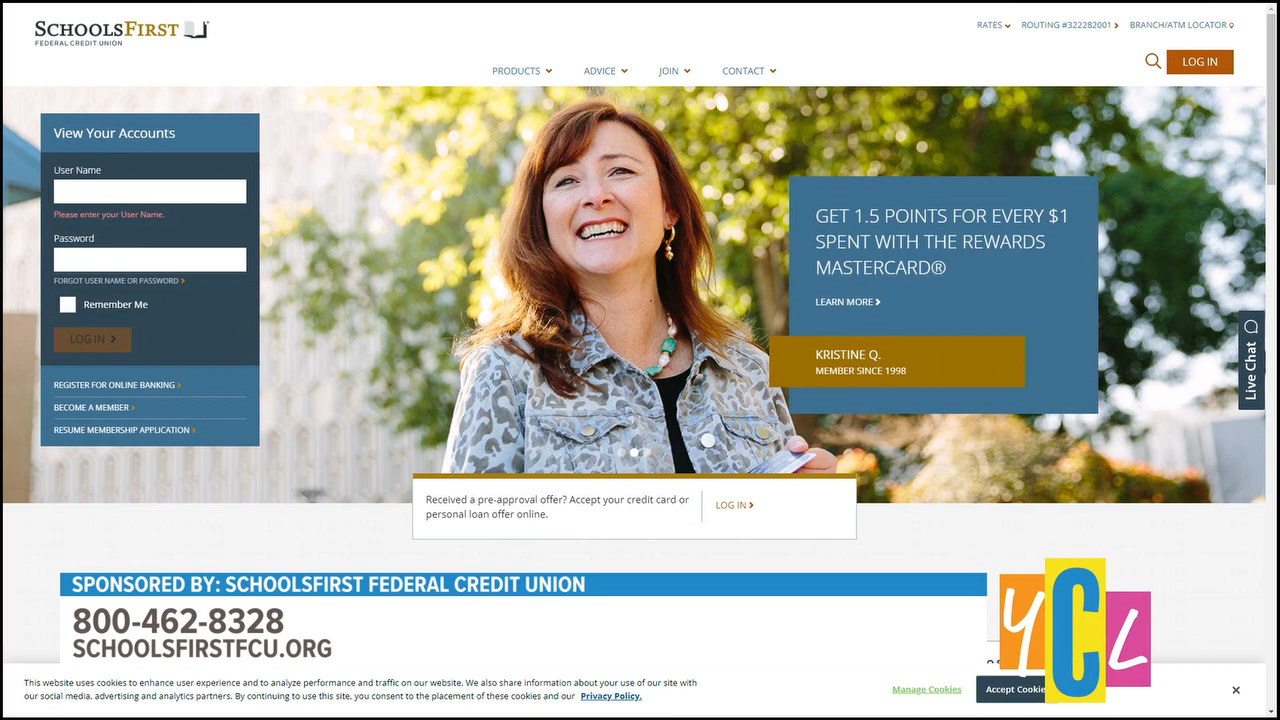 SCHOOLSFIRST
FEDERAL CREDIT UNION
RATES
ROUTING #322282001
BRANCH/ATM LOCATOR
PRODUCTS
ADVICE
JOIN
CONTACT
LOG IN
View Your Accounts
User Name
Please enter your User Name.
Password
FORGOT USER NAME OR PASSWORD
Remember Me
LOG IN
REGISTER FOR ONLINE BANKING
BECOME A MEMBER
RESUME MEMBERSHIP APPLICATION
GET 1.5 POINTS FOR EVERY $1
SPENT WITH THE REWARDS
MASTERCARD®
LEARN MORE
KRISTINE Q.
MEMBER SINCE 1998
Live Chat
Received a pre-approval offer? Accept your credit card or
personal loan offer online.
LOG IN
SPONSORED BY: SCHOOLSFIRST FEDERAL CREDIT UNION
800-462-8328
SCHOOLSFIRSTFCU.ORG
YCL
This website uses cookies to enhance user experience and to analyze performance and traffic on our website. We also share information about your use of our site with
our social media, advertising and analytics partners. By continuing to use this site, you consent to the placement of these cookies and our Privacy Policy.
Manage Cookies
Accept Cookie